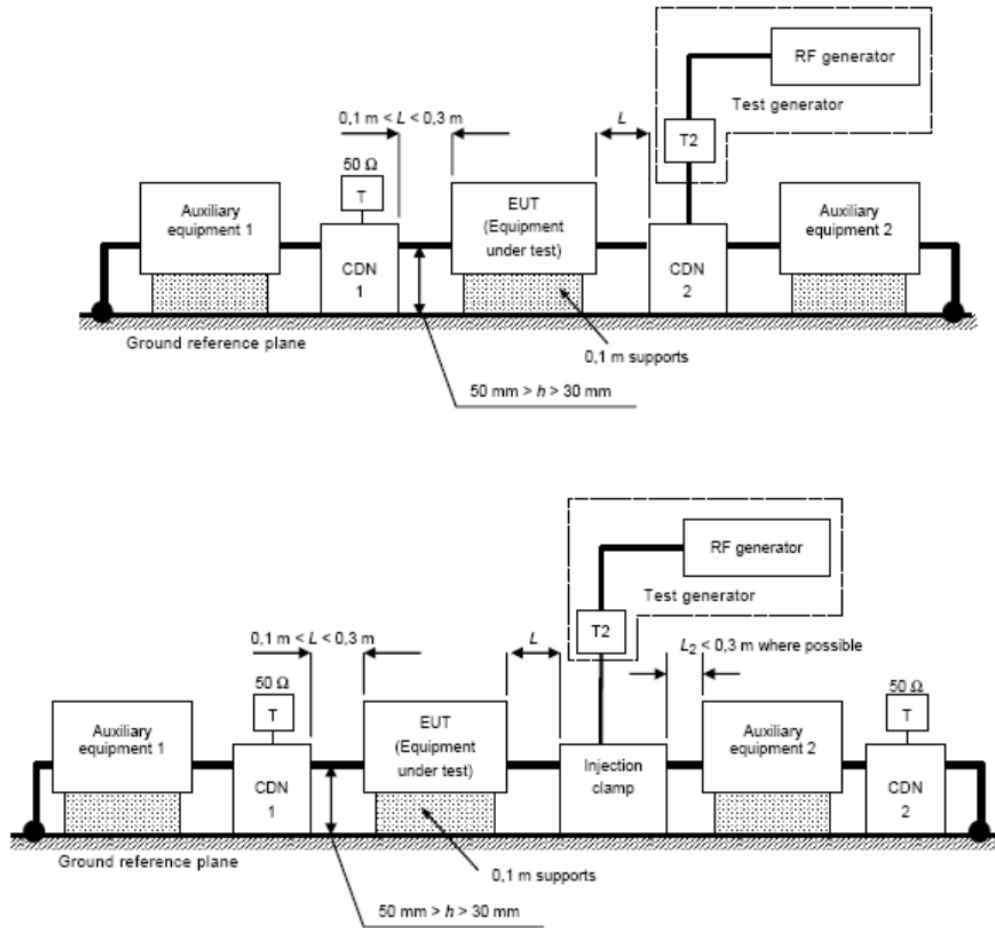 RF generator
Test generator
T2
0,1 m < L < 0,3 m
L
50 Ω
T
Auxiliary
equipment 1
CDN
1
EUT
(Equipment
under test)
CDN
2
Auxiliary
equipment 2
Ground reference plane
0,1 m supports
50 mm > h > 30 mm
RF generator
Test generator
T2
0,1 m < L < 0,3 m
L
L2 < 0,3 m where possible
50 Ω
T
50 Ω
T
Auxiliary
equipment 1
CDN
1
EUT
(Equipment
under test)
Injection
clamp
Auxiliary
equipment 2
CDN
2
Ground reference plane
0,1 m supports
50 mm > h > 30 mm